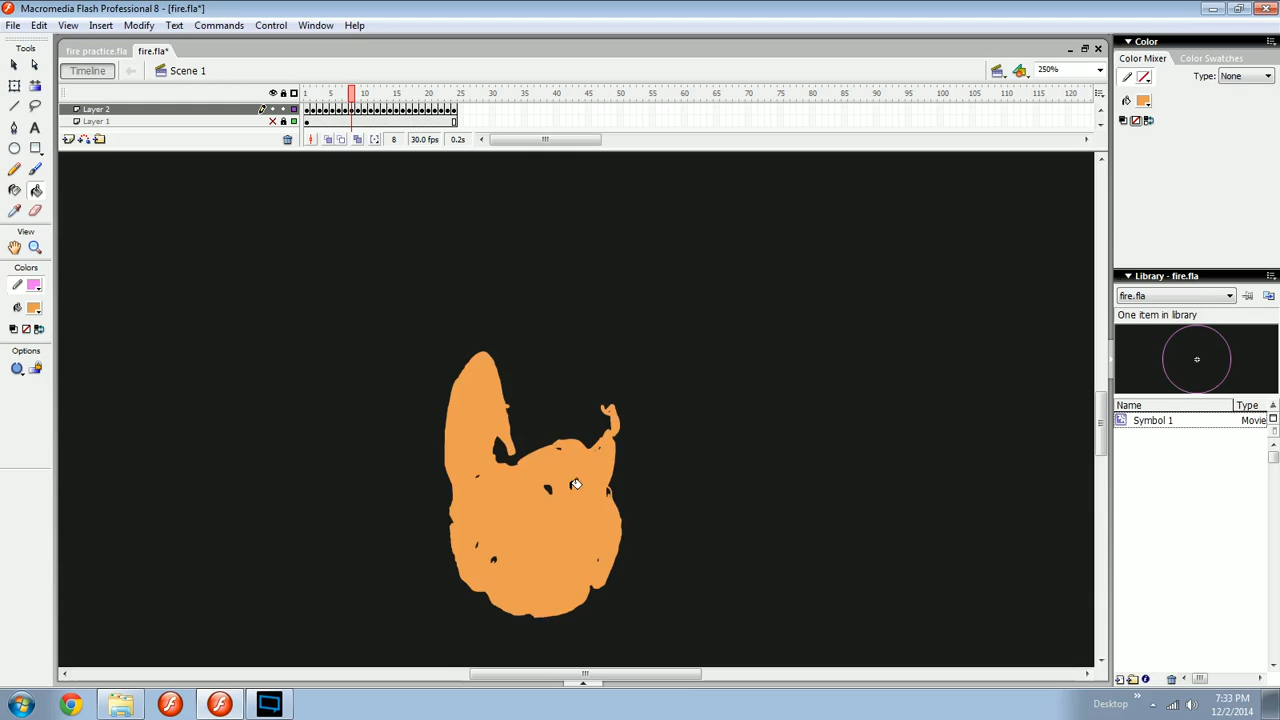 Macromedia Flash Professional 8 - [fire.fla*]
File Edit View Insert Modify Text Commands Control Window Help
Tools
fire practice.fla fire.fla*
Timeline Scene 1 250%
1 5 10 15 20 25 30 35 40 45 50 55 60 65 70 75 80 85 90 95 100 105 110 115 120
Layer 2
Layer 1
8 30.0 fps 0.2s
View
Colors
Options
Color
Color Mixer Color Swatches
Type: None
Library - fire.fla
fire.fla
One item in library
Name Type
Symbol 1 Movie
Desktop 7:33 PM
12/2/2014